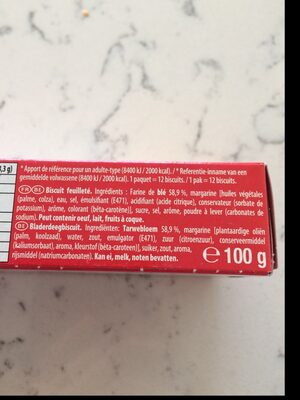 ,3 g)
* Apport de référence pour un adulte-type (8400 kJ / 2000 kcal). / * Referentie-inname van een
gemiddelde volwassene (8400 kJ / 2000 kcal). 1 paquet = 12 biscuits. / 1 pak = 12 biscuits.
FR BE Biscuit feuilleté. Ingrédients : Farine de blé 58,9 %, margarine [huiles végétales
(palme, colza), eau, sel, émulsifiant (E471), acidifiant (acide citrique), conservateur (sorbate de
potassium), arôme, colorant (bêta-carotène)], sucre, sel, arôme, poudre à lever (carbonates de
sodium). Peut contenir oeuf, lait, fruits à coque.
BE Bladerdeegbiscuit. Ingrediënten: Tarwebloem 58,9 %, margarine [plantaardige oliën
(palm, koolzaad), water, zout, emulgator (E471), zuur (citroenzuur), conserveermiddel
(kaliumsorbaat), aroma, kleurstof (bèta-caroteen)], suiker, zout, aroma,
rijsmiddel (natriumcarbonaten). Kan ei, melk, noten bevatten.
℮ 100 g